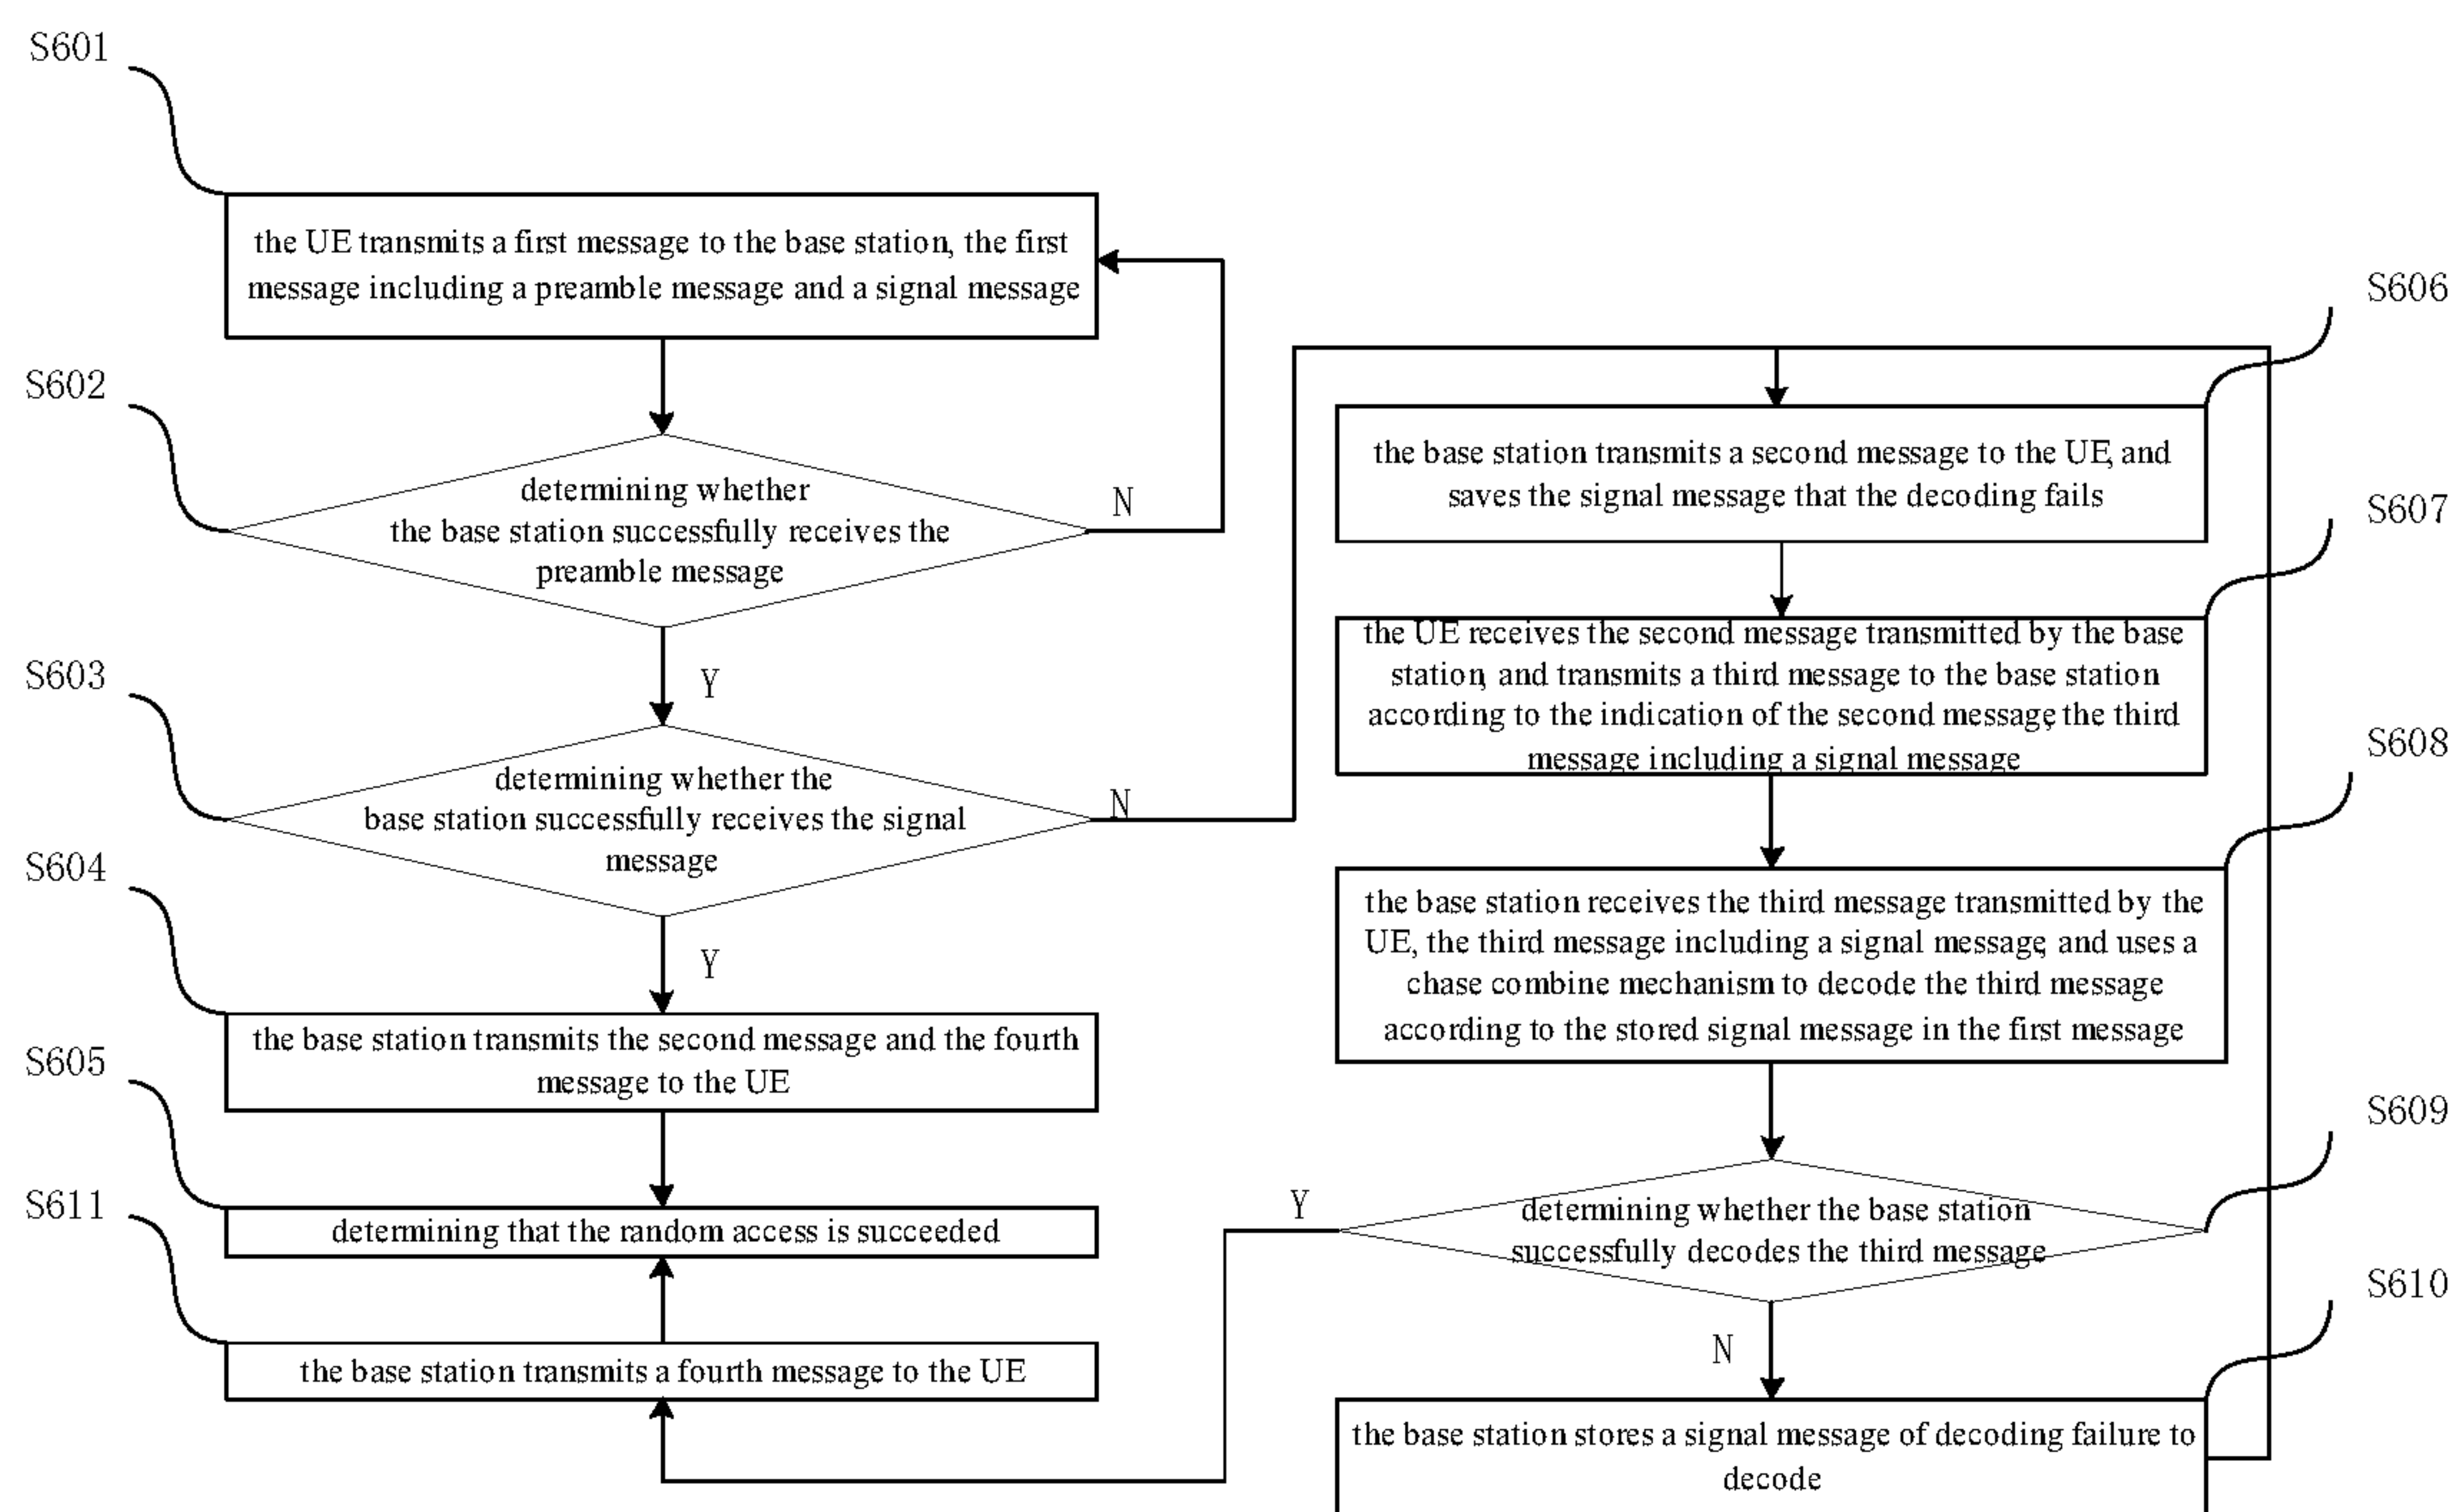 S601
the UE transmits a first message to the base station, the first
message including a preamble message and a signal message
S602
determining whether
the base station successfully receives the
preamble message
N
Y
S603
determining whether the
base station successfully receives the signal
message
N
Y
S604
the base station transmits the second message and the fourth
message to the UE
S605
determining that the random access is succeeded
S611
the base station transmits a fourth message to the UE
S606
the base station transmits a second message to the UE, and
saves the signal message that the decoding fails
S607
the UE receives the second message transmitted by the base
station, and transmits a third message to the base station
according to the indication of the second message, the third
message including a signal message
S608
the base station receives the third message transmitted by the
UE, the third message including a signal message, and uses a
chase combine mechanism to decode the third message
according to the stored signal message in the first message
S609
determining whether the base station
successfully decodes the third message
Y
N
S610
the base station stores a signal message of decoding failure to
decode